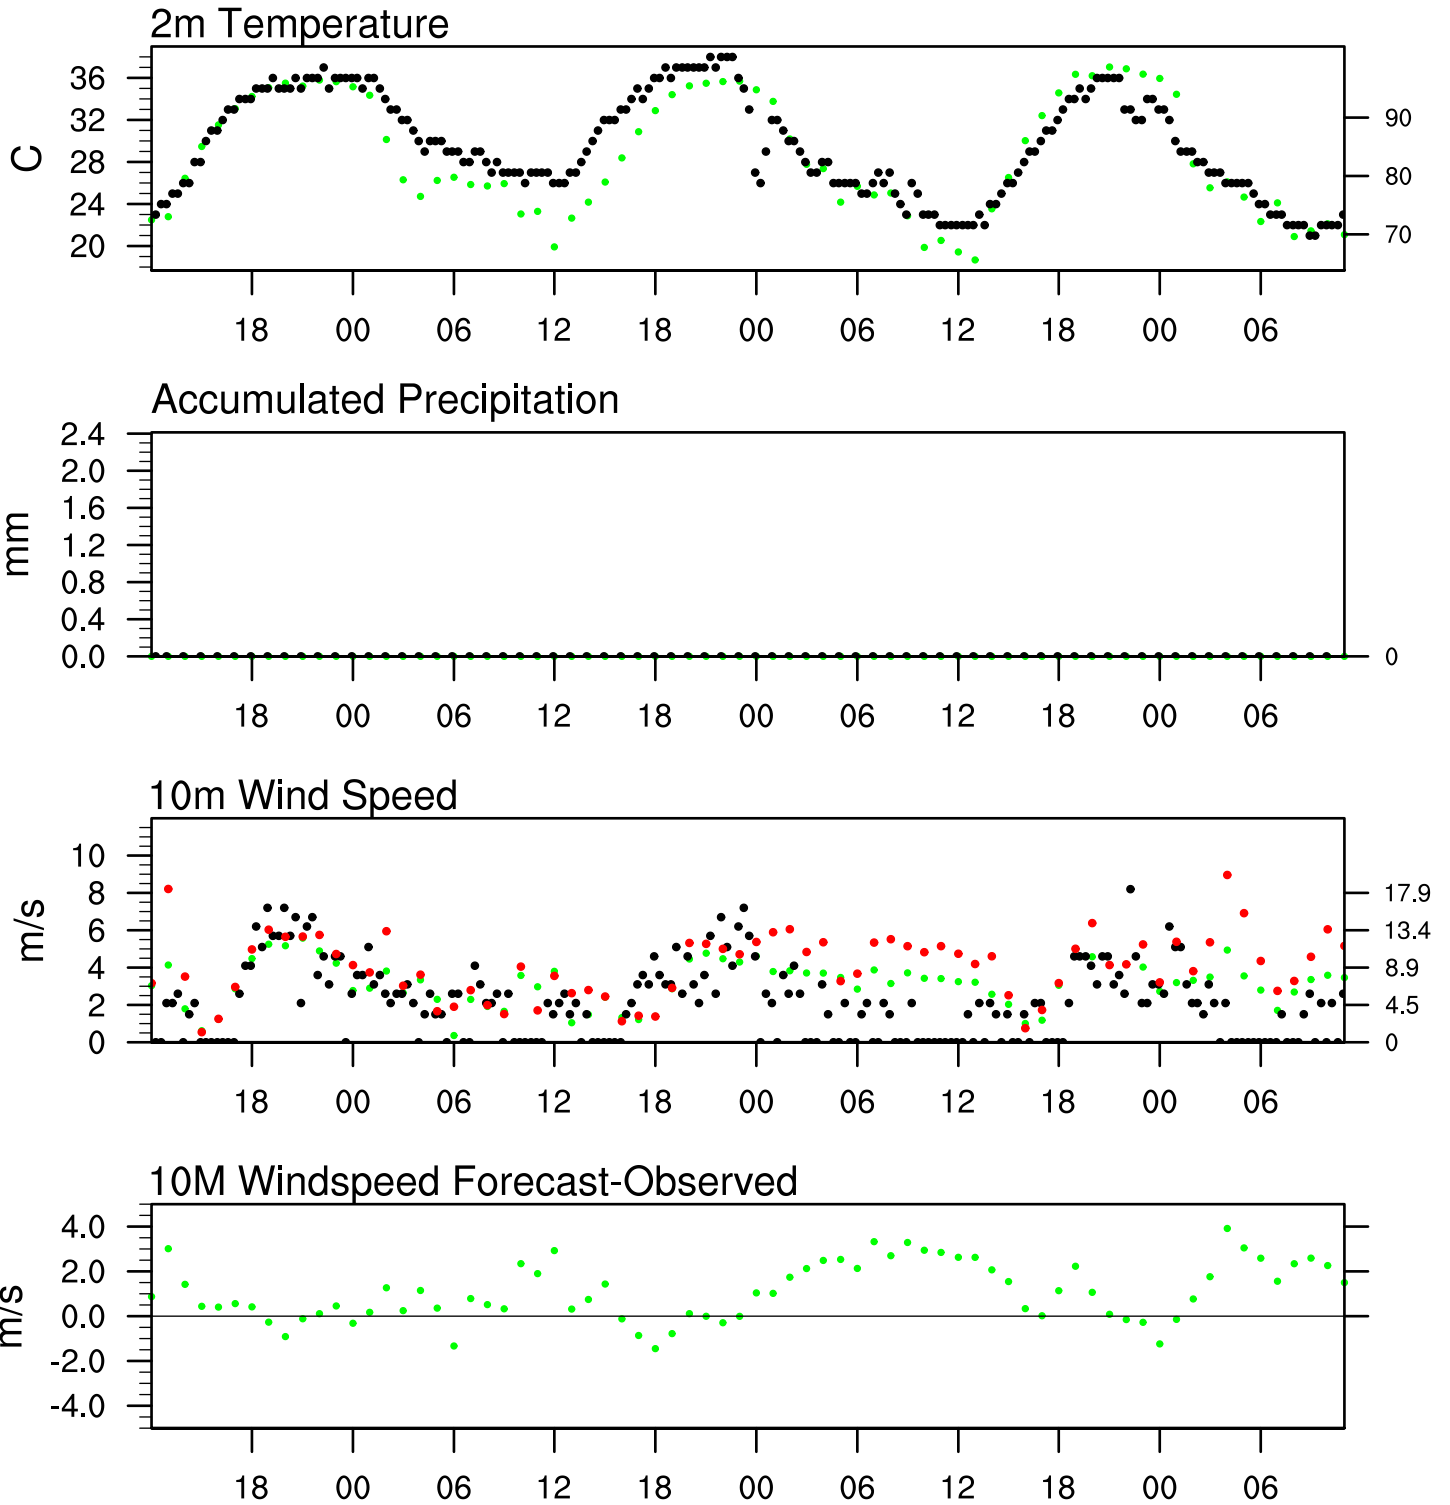 2m Temperature
36
32
28
24
20
C
90
80
70
18 00 06 12 18 00 06 12 18 00 06
Accumulated Precipitation
2.4
2.0
1.6
1.2
0.8
0.4
0.0
mm
0
18 00 06 12 18 00 06 12 18 00 06
10m Wind Speed
10
8
6
4
2
0
m/s
17.9
13.4
8.9
4.5
0
18 00 06 12 18 00 06 12 18 00 06
10M Windspeed Forecast-Observed
4.0
2.0
0.0
-2.0
-4.0
m/s
18 00 06 12 18 00 06 12 18 00 06